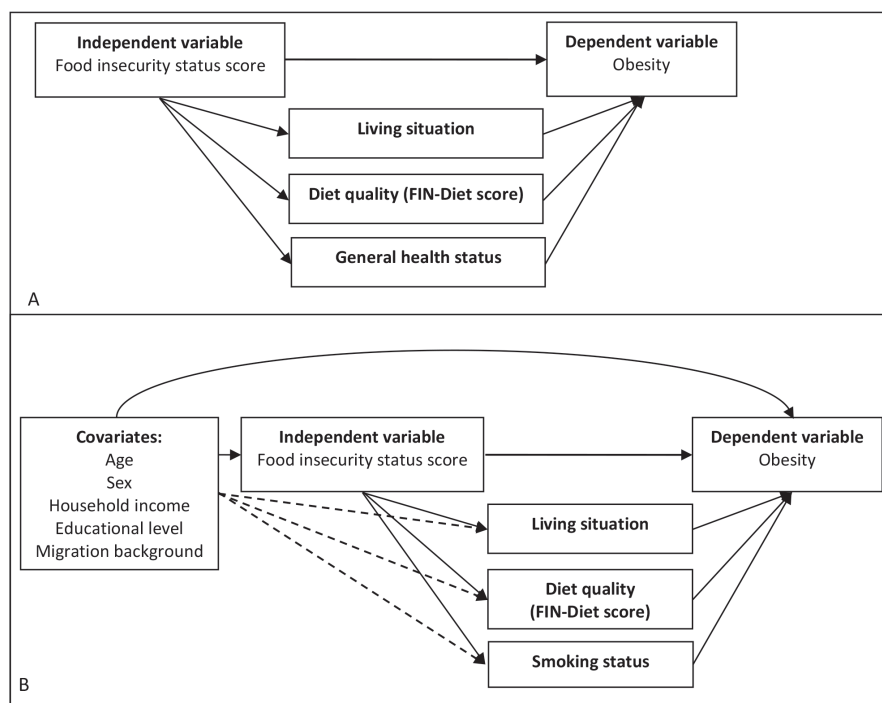 Independent variable
Food insecurity status score
Dependent variable
Obesity
Living situation
Diet quality (FIN-Diet score)
General health status
A
Covariates:
Age
Sex
Household income
Educational level
Migration background
Independent variable
Food insecurity status score
Dependent variable
Obesity
Living situation
Diet quality
(FIN-Diet score)
Smoking status
B